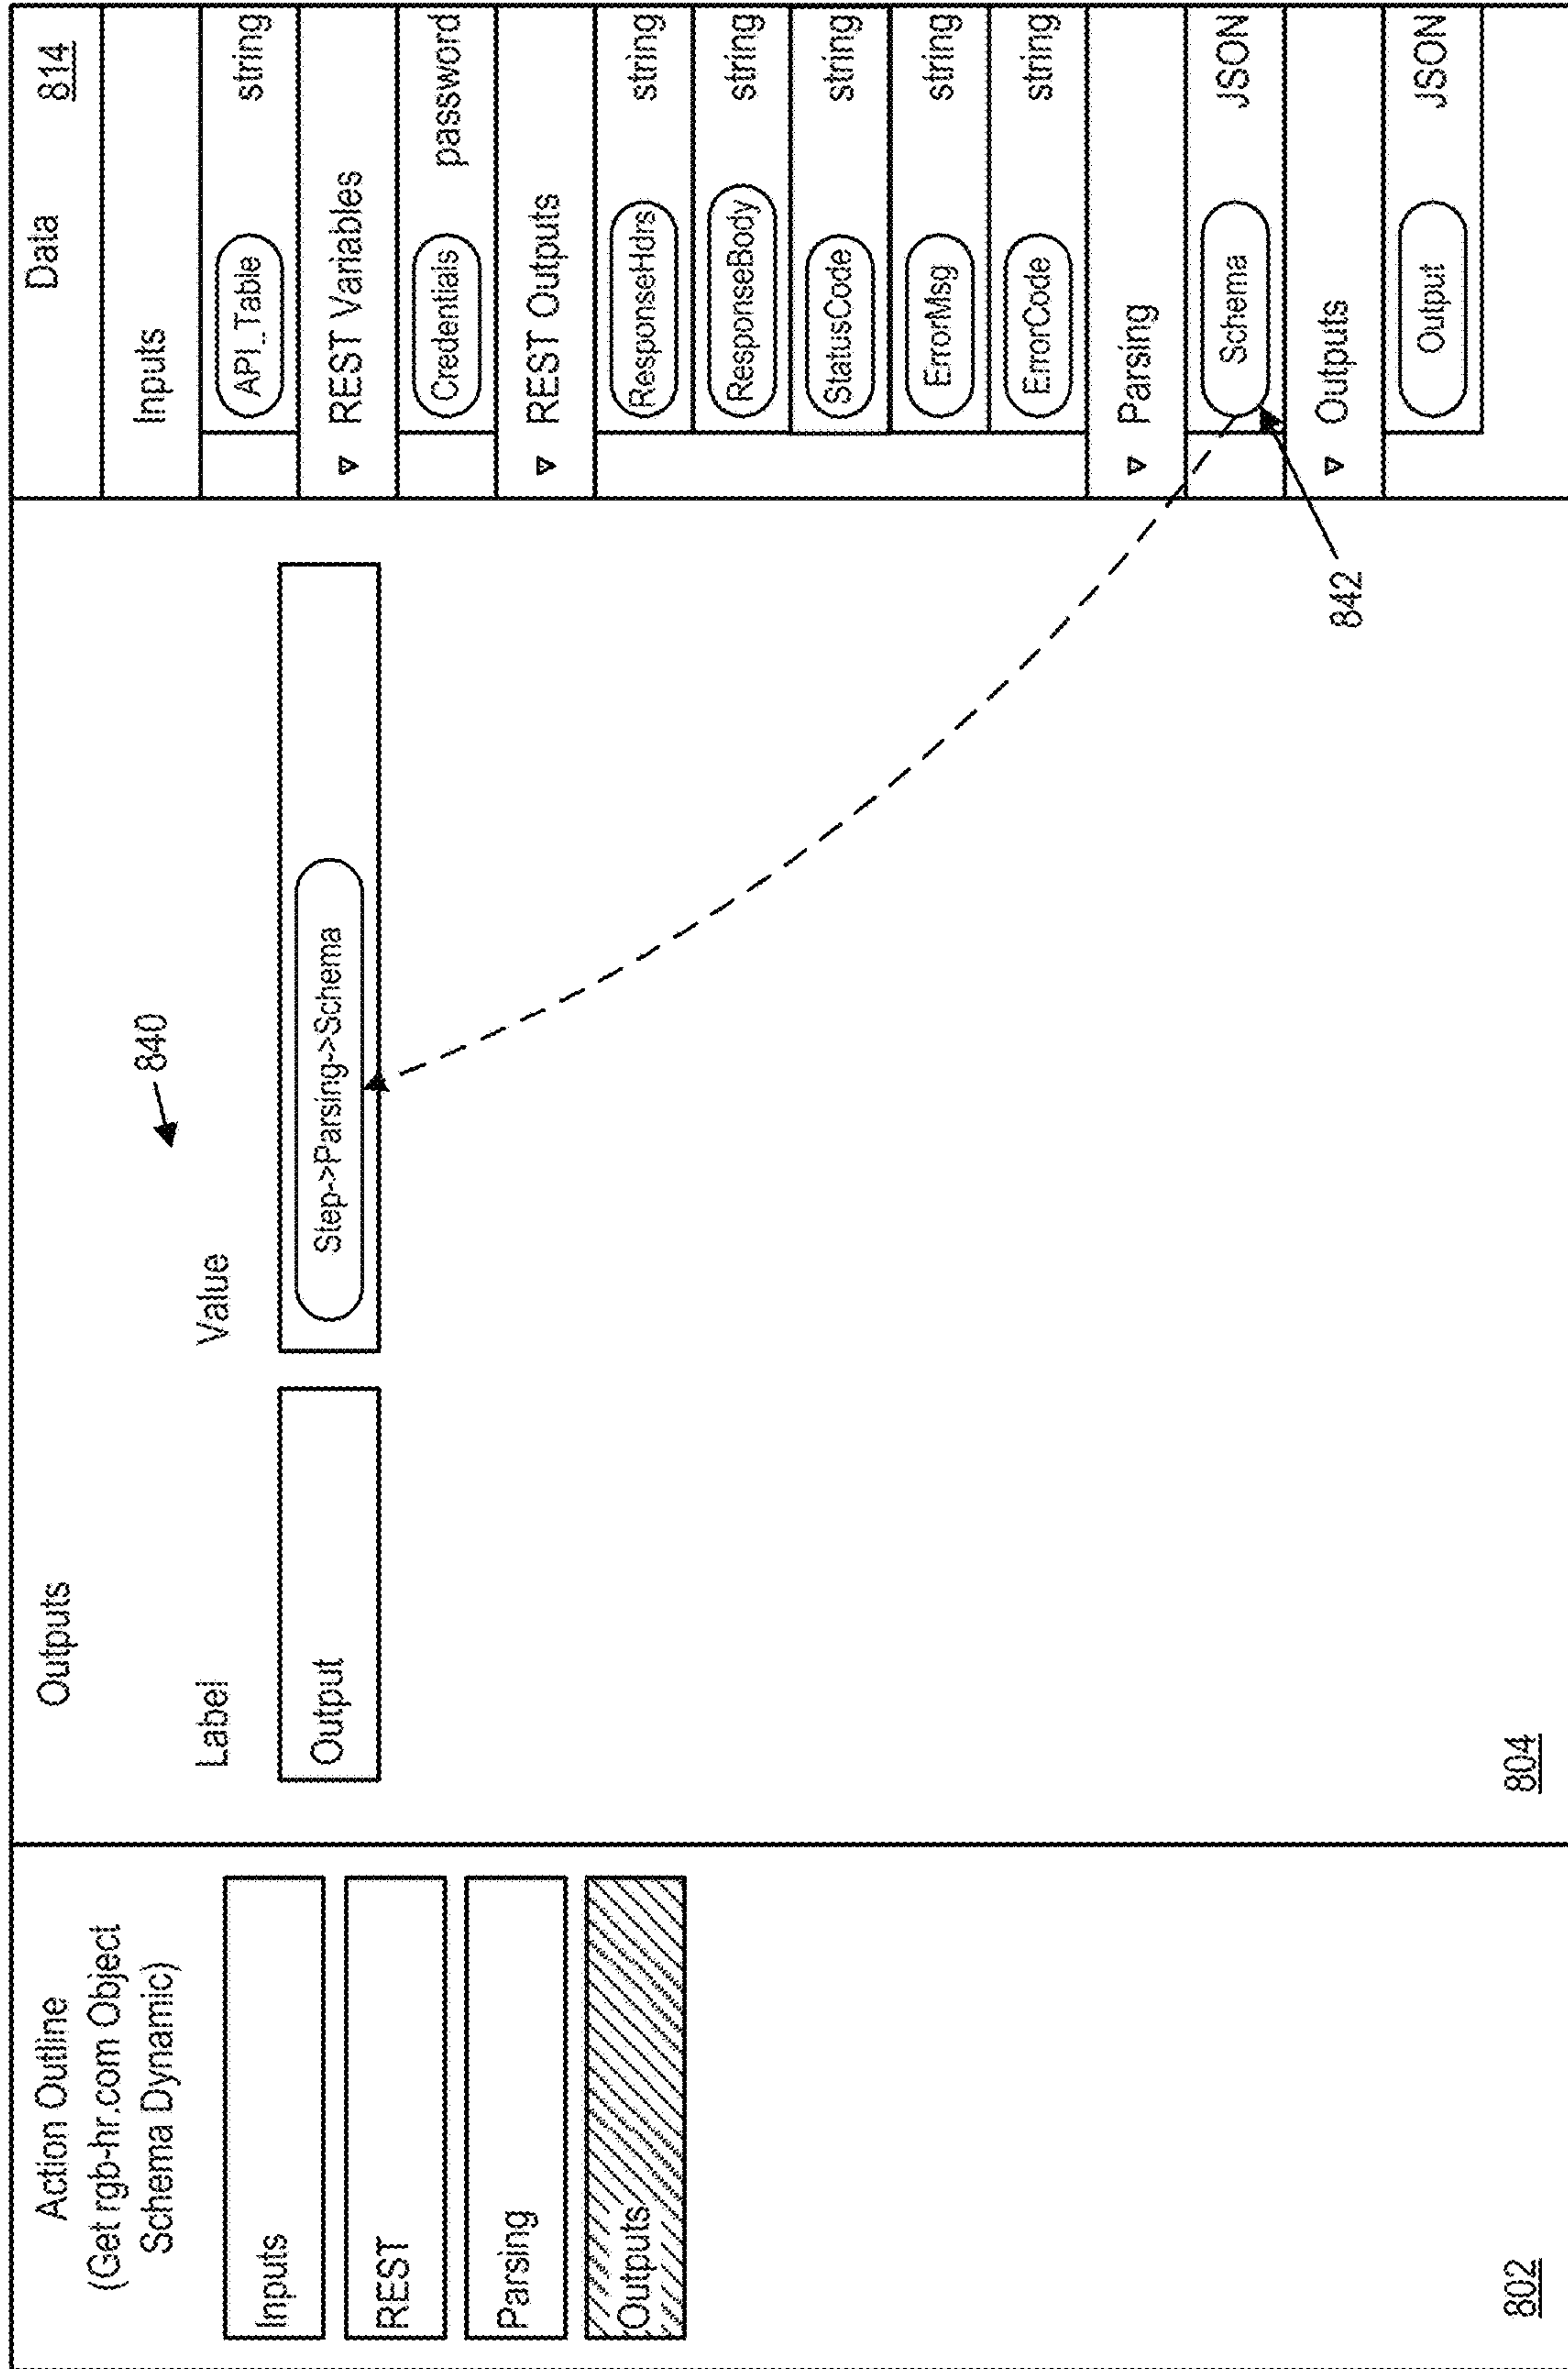 Action Outline
(Get rgb-hr.com Object
Schema Dynamic)
Inputs
REST
Parsing
Outputs
802
Outputs
840
Label
Value
Output
Step->Parsing->Schema
842
804
Data
814
Inputs
API_Table string
REST Variables
Credentials password
REST Outputs
ResponseHdrs string
ResponseBody string
StatusCode string
ErrorMsg string
ErrorCode string
Parsing
Schema JSON
Outputs
Output JSON